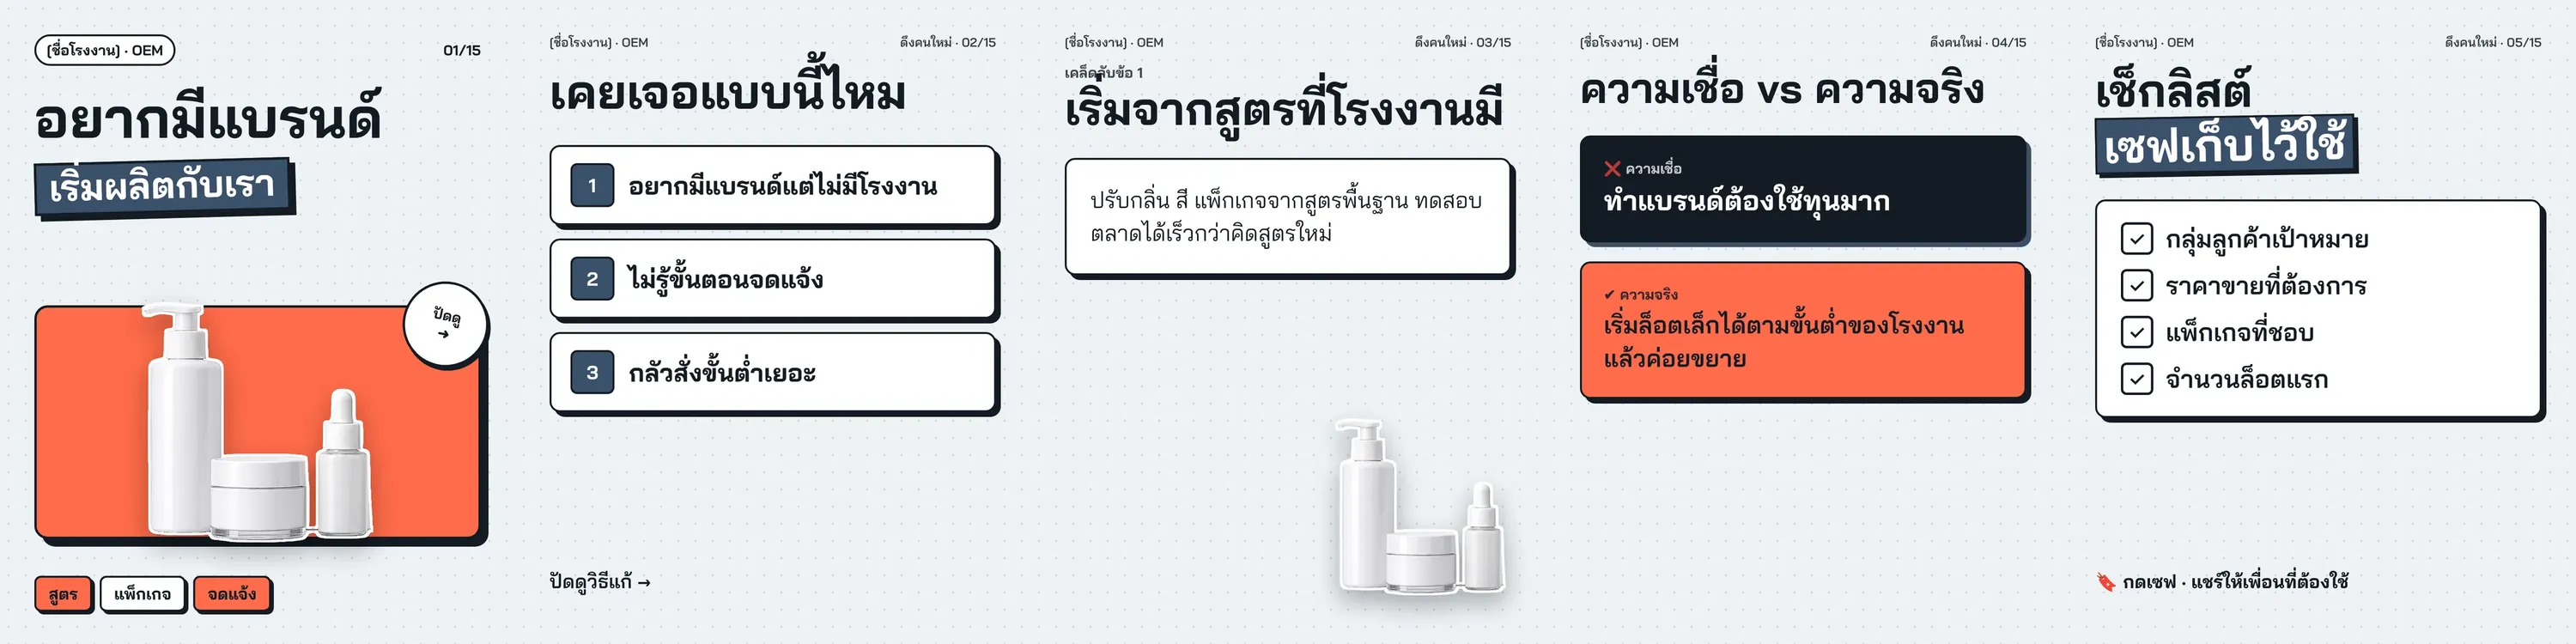 [ชื่อโรงงาน] · OEM
01/15
อยากมีแบรนด์
เริ่มผลิตกับเรา
ปัดดู
→
สูตร
แพ็กเกจ
จดแจ้ง
[ชื่อโรงงาน] · OEM
ดึงคนใหม่ · 02/15
เคยเจอแบบนี้ไหม
1 อยากมีแบรนด์แต่ไม่มีโรงงาน
2 ไม่รู้ขั้นตอนจดแจ้ง
3 กลัวสั่งขั้นต่ำเยอะ
ปัดดูวิธีแก้ →
[ชื่อโรงงาน] · OEM
ดึงคนใหม่ · 03/15
เคล็ดลับข้อ 1
เริ่มจากสูตรที่โรงงานมี
ปรับกลิ่น สี แพ็กเกจจากสูตรพื้นฐาน ทดสอบ
ตลาดได้เร็วกว่าคิดสูตรใหม่
[ชื่อโรงงาน] · OEM
ดึงคนใหม่ · 04/15
ความเชื่อ vs ความจริง
❌ ความเชื่อ
ทำแบรนด์ต้องใช้ทุนมาก
✔ ความจริง
เริ่มล็อตเล็กได้ตามขั้นต่ำของโรงงาน
แล้วค่อยขยาย
[ชื่อโรงงาน] · OEM
ดึงคนใหม่ · 05/15
เช็กลิสต์
เซฟเก็บไว้ใช้
กลุ่มลูกค้าเป้าหมาย
ราคาขายที่ต้องการ
แพ็กเกจที่ชอบ
จำนวนล็อตแรก
🔖 กดเซฟ · แชร์ให้เพื่อนที่ต้องใช้